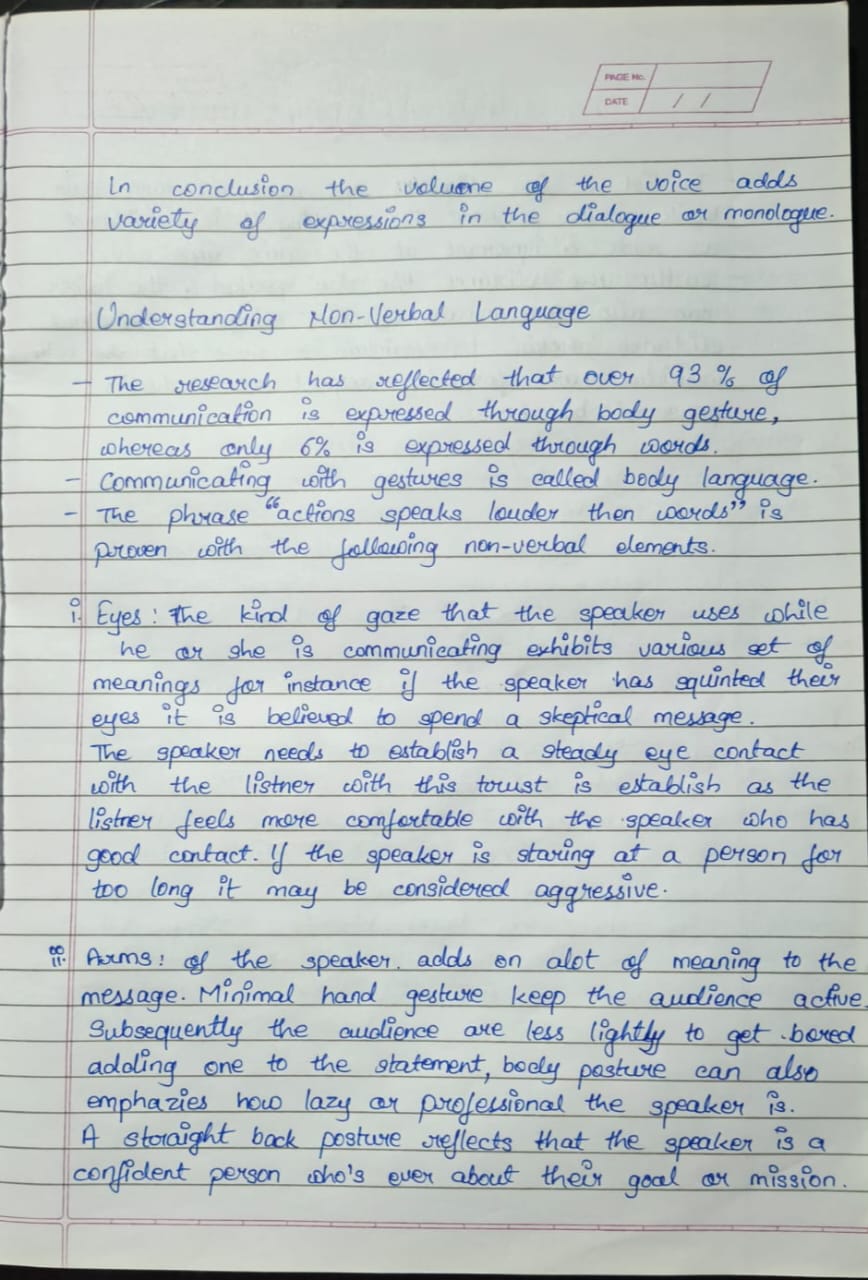 PAGE No.
DATE / /
In conclusion the volume of the voice adds
variety of expressions in the dialogue or monologue.
Understanding Non-Verbal Language
- The research has reflected that over 93 % of
communication is expressed through body gesture,
whereas only 6% is expressed through words.
- Communicating with gestures is called body language.
- The phrase "actions speaks louder then words" is
proven with the following non-verbal elements.
i. Eyes : The kind of gaze that the speaker uses while
he or she is communicating exhibits various set of
meanings for instance if the speaker has squinted their
eyes it is believed to spend a skeptical message.
The speaker needs to establish a steady eye contact
with the listner with this trust is establish as the
listner feels more comfortable with the speaker who has
good contact. If the speaker is staring at a person for
too long it may be considered aggressive.
ii. Arms : of the speaker. adds on alot of meaning to the
message. Minimal hand gesture keep the audience active
Subsequently the audience are less lightly to get bored
adding one to the statement, body posture can also
emphazies how lazy or professional the speaker is.
A straight back posture reflects that the speaker is a
confident person who's ever about their goal or mission.